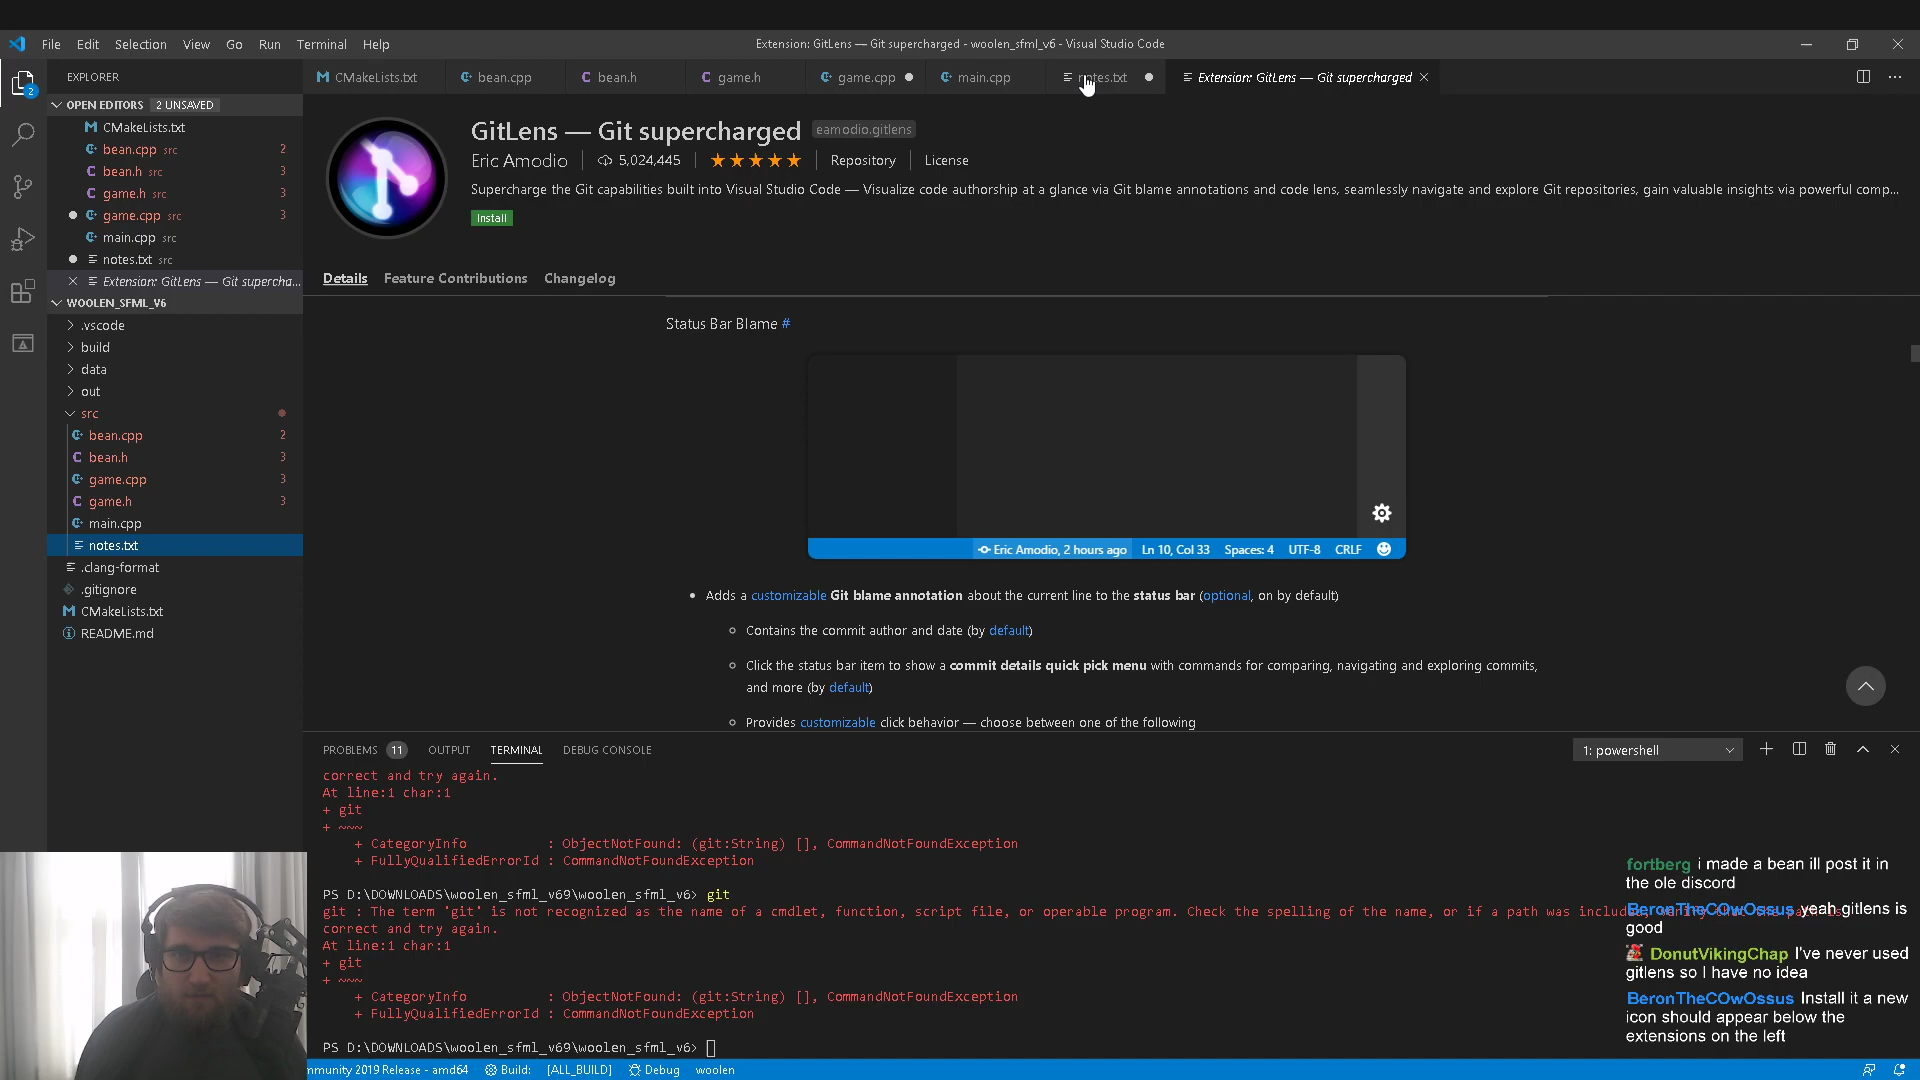 File Edit Selection View Go Run Terminal Help
Extension: GitLens — Git supercharged - woolen_sfml_v6 - Visual Studio Code
EXPLORER
CMakeLists.txt bean.cpp bean.h game.h game.cpp main.cpp notes.txt Extension: GitLens — Git supercharged
2
OPEN EDITORS 2 UNSAVED
CMakeLists.txt
bean.cpp src 2
bean.h src 3
game.h src 3
game.cpp src 3
main.cpp src
notes.txt src
Extension: GitLens — Git supercha...
WOOLEN_SFML_V6
.vscode
build
data
out
src
bean.cpp 2
bean.h 3
game.cpp 3
game.h 3
main.cpp
notes.txt
.clang-format
.gitignore
CMakeLists.txt
README.md
GitLens — Git supercharged eamodio.gitlens
Eric Amodio 5,024,445 Repository License
Supercharge the Git capabilities built into Visual Studio Code — Visualize code authorship at a glance via Git blame annotations and code lens, seamlessly navigate and explore Git repositories, gain valuable insights via powerful comp...
Install
Details Feature Contributions Changelog
Status Bar Blame #
Eric Amodio, 2 hours ago Ln 10, Col 33 Spaces: 4 UTF-8 CRLF
Adds a customizable Git blame annotation about the current line to the status bar (optional, on by default)
Contains the commit author and date (by default)
Click the status bar item to show a commit details quick pick menu with commands for comparing, navigating and exploring commits,
and more (by default)
Provides customizable click behavior — choose between one of the following
PROBLEMS 11 OUTPUT TERMINAL DEBUG CONSOLE
1: powershell
correct and try again.
At line:1 char:1
+ git
+ ~~~
+ CategoryInfo : ObjectNotFound: (git:String) [], CommandNotFoundException
+ FullyQualifiedErrorId : CommandNotFoundException
PS D:\DOWNLOADS\woolen_sfml_v69\woolen_sfml_v6> git
git : The term 'git' is not recognized as the name of a cmdlet, function, script file, or operable program. Check the spelling of the name, or if a path was included, verify that the path is
correct and try again.
At line:1 char:1
+ git
+ ~~~
+ CategoryInfo : ObjectNotFound: (git:String) [], CommandNotFoundException
+ FullyQualifiedErrorId : CommandNotFoundException
PS D:\DOWNLOADS\woolen_sfml_v69\woolen_sfml_v6>
fortberg i made a bean ill post it in
the ole discord
BeronTheCOwOssus yeah gitlens is
good
DonutVikingChap I've never used
gitlens so I have no idea
BeronTheCOwOssus Install it a new
icon should appear below the
extensions on the left
mmunity 2019 Release - amd64 Build: [ALL_BUILD] Debug woolen